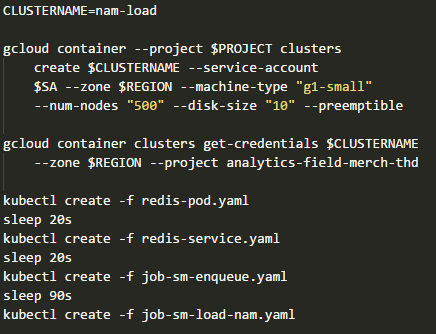 CLUSTERNAME=nam-load
gcloud container --project $PROJECT clusters
create $CLUSTERNAME --service-account
$SA --zone $REGION --machine-type "g1-small"
--num-nodes "500" --disk-size "10" --preemptible
gcloud container clusters get-credentials $CLUSTERNAME
--zone $REGION --project analytics-field-merch-thd
kubectl create -f redis-pod.yaml
sleep 20s
kubectl create -f redis-service.yaml
sleep 20s
kubectl create -f job-sm-enqueue.yaml
sleep 90s
kubectl create -f job-sm-load-nam.yaml